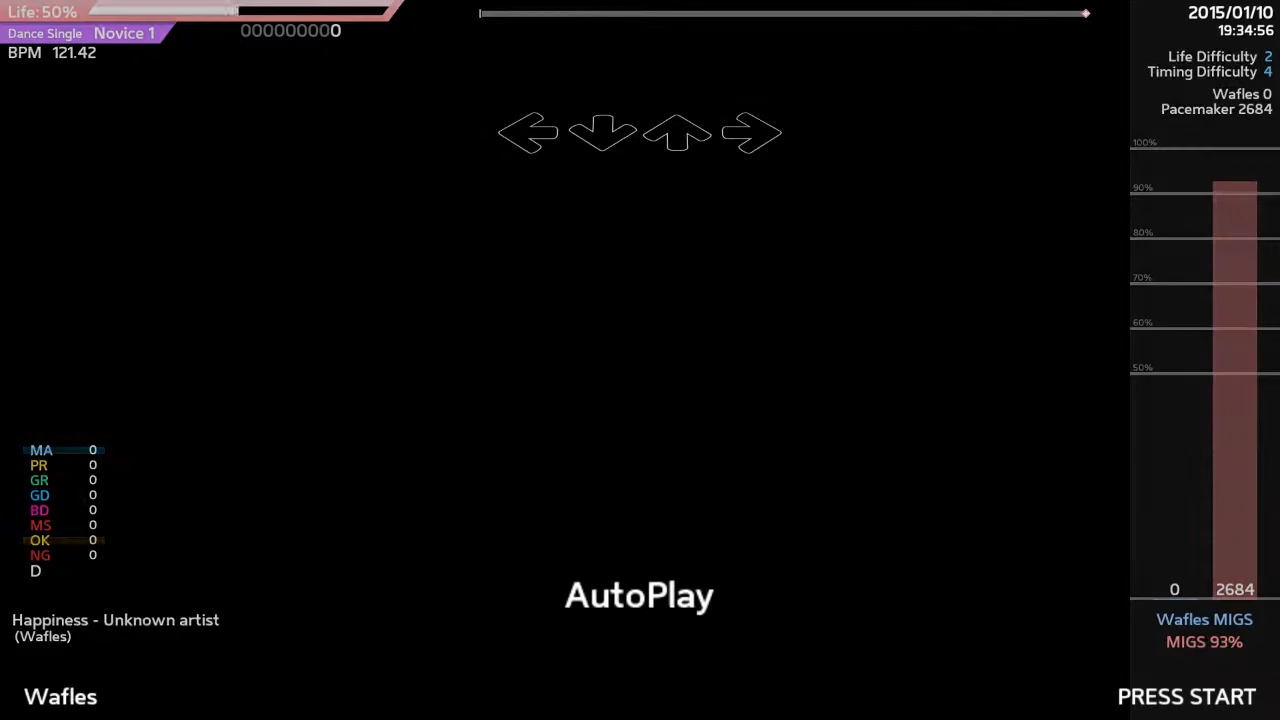 Life: 50%
2015/01/10
Dance Single Novice 1
0000000000
19:34:56
BPM 121.42
Life Difficulty 2
Timing Difficulty 4
Wafles 0
Pacemaker 2684
100%
90%
80%
70%
60%
50%
MA 0
PR 0
GR 0
GD 0
BD 0
MS 0
OK 0
NG 0
D
AutoPlay
0 2684
Happiness - Unknown artist
(Wafles)
Wafles MIGS
MIGS 93%
Wafles
PRESS START